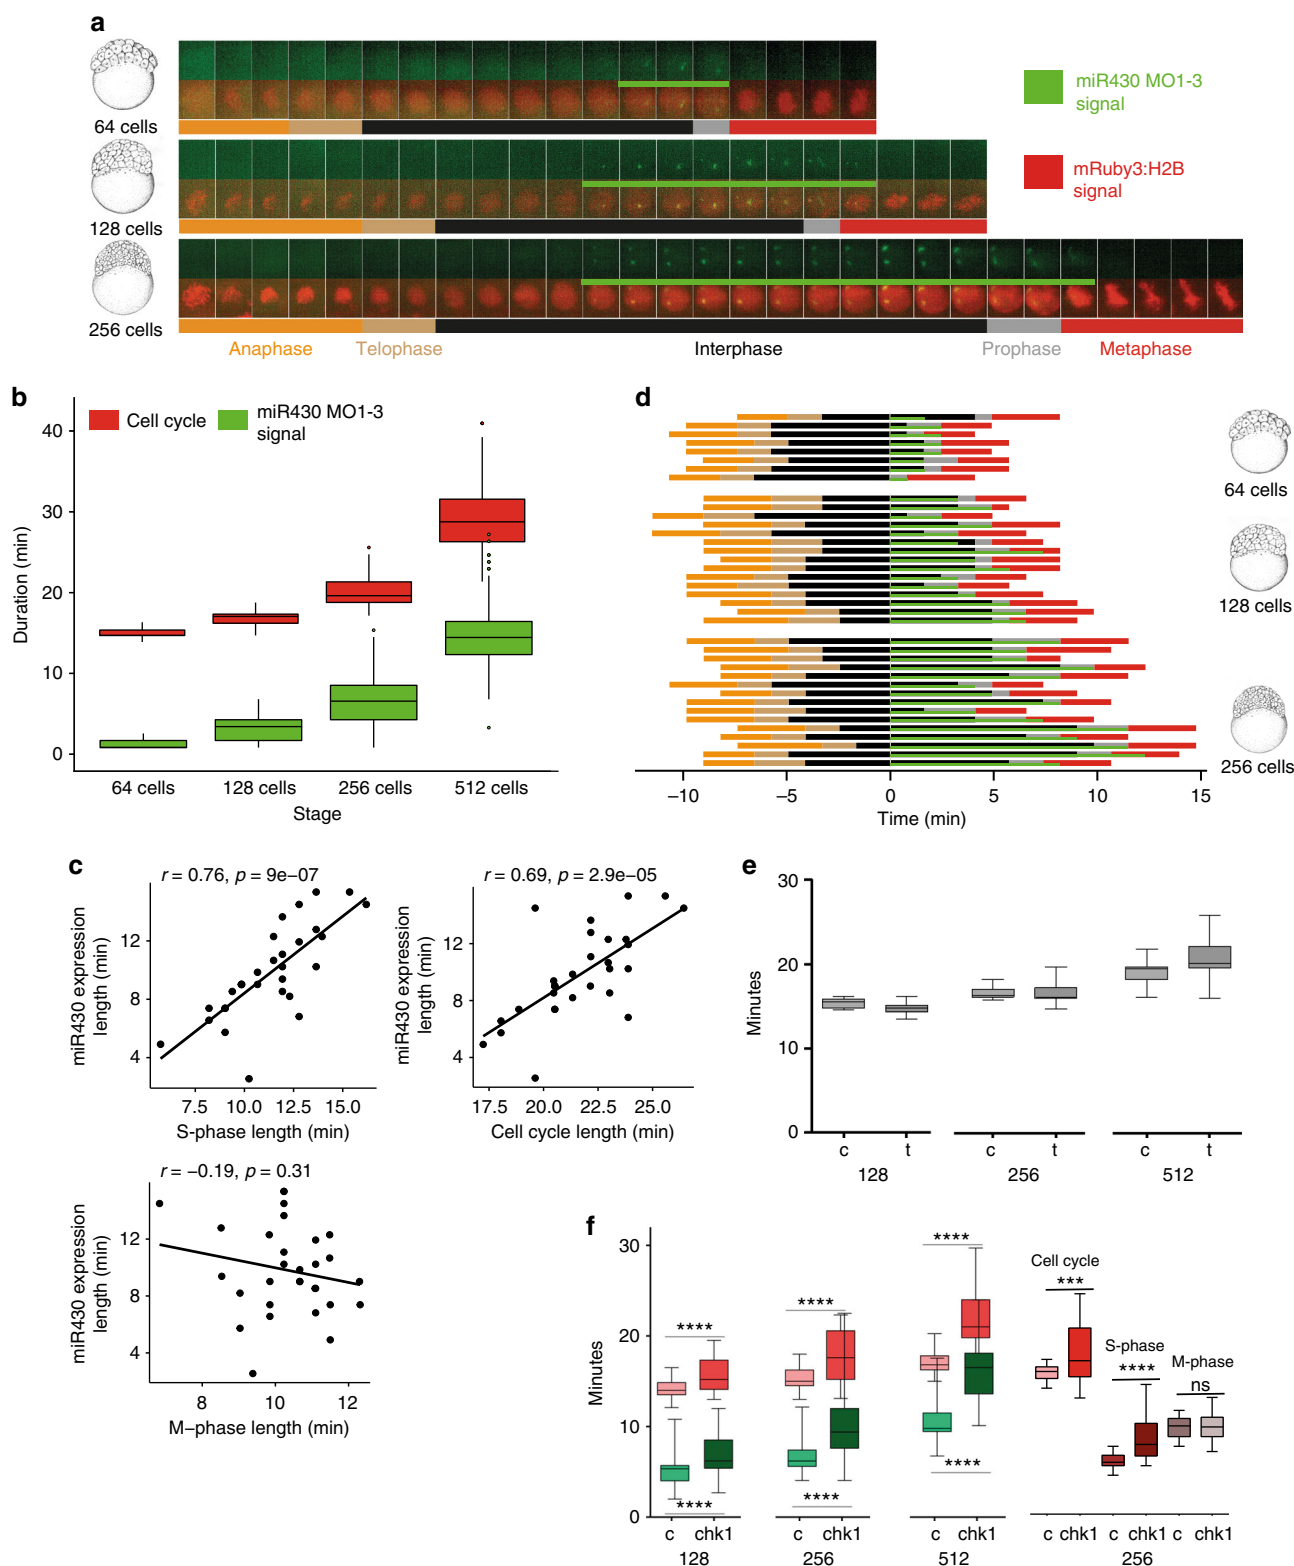 a
64 cells
128 cells
256 cells
miR430 MO1-3
signal
mRuby3:H2B
signal
Anaphase
Telophase
Interphase
Prophase
Metaphase
b
Cell cycle
miR430 MO1-3
signal
Duration (min)
40
30
20
10
0
64 cells
128 cells
256 cells
512 cells
Stage
d
64 cells
128 cells
256 cells
−10
−5
0
5
10
15
Time (min)
c
r = 0.76, p = 9e−07
miR430 expression
length (min)
12
8
4
7.5
10.0
12.5
15.0
S-phase length (min)
r = 0.69, p = 2.9e−05
miR430 expression
length (min)
12
8
4
17.5
20.0
22.5
25.0
Cell cycle length (min)
r = −0.19, p = 0.31
miR430 expression
length (min)
12
8
4
8
10
12
M−phase length (min)
e
Minutes
30
20
10
0
c
t
c
t
c
t
128
256
512
f
Minutes
30
20
10
0
****
****
****
****
****
****
Cell cycle
***
S-phase
****
M-phase
ns
c chk1
c chk1
c chk1
c chk1 c chk1 c chk1
128
256
512
256